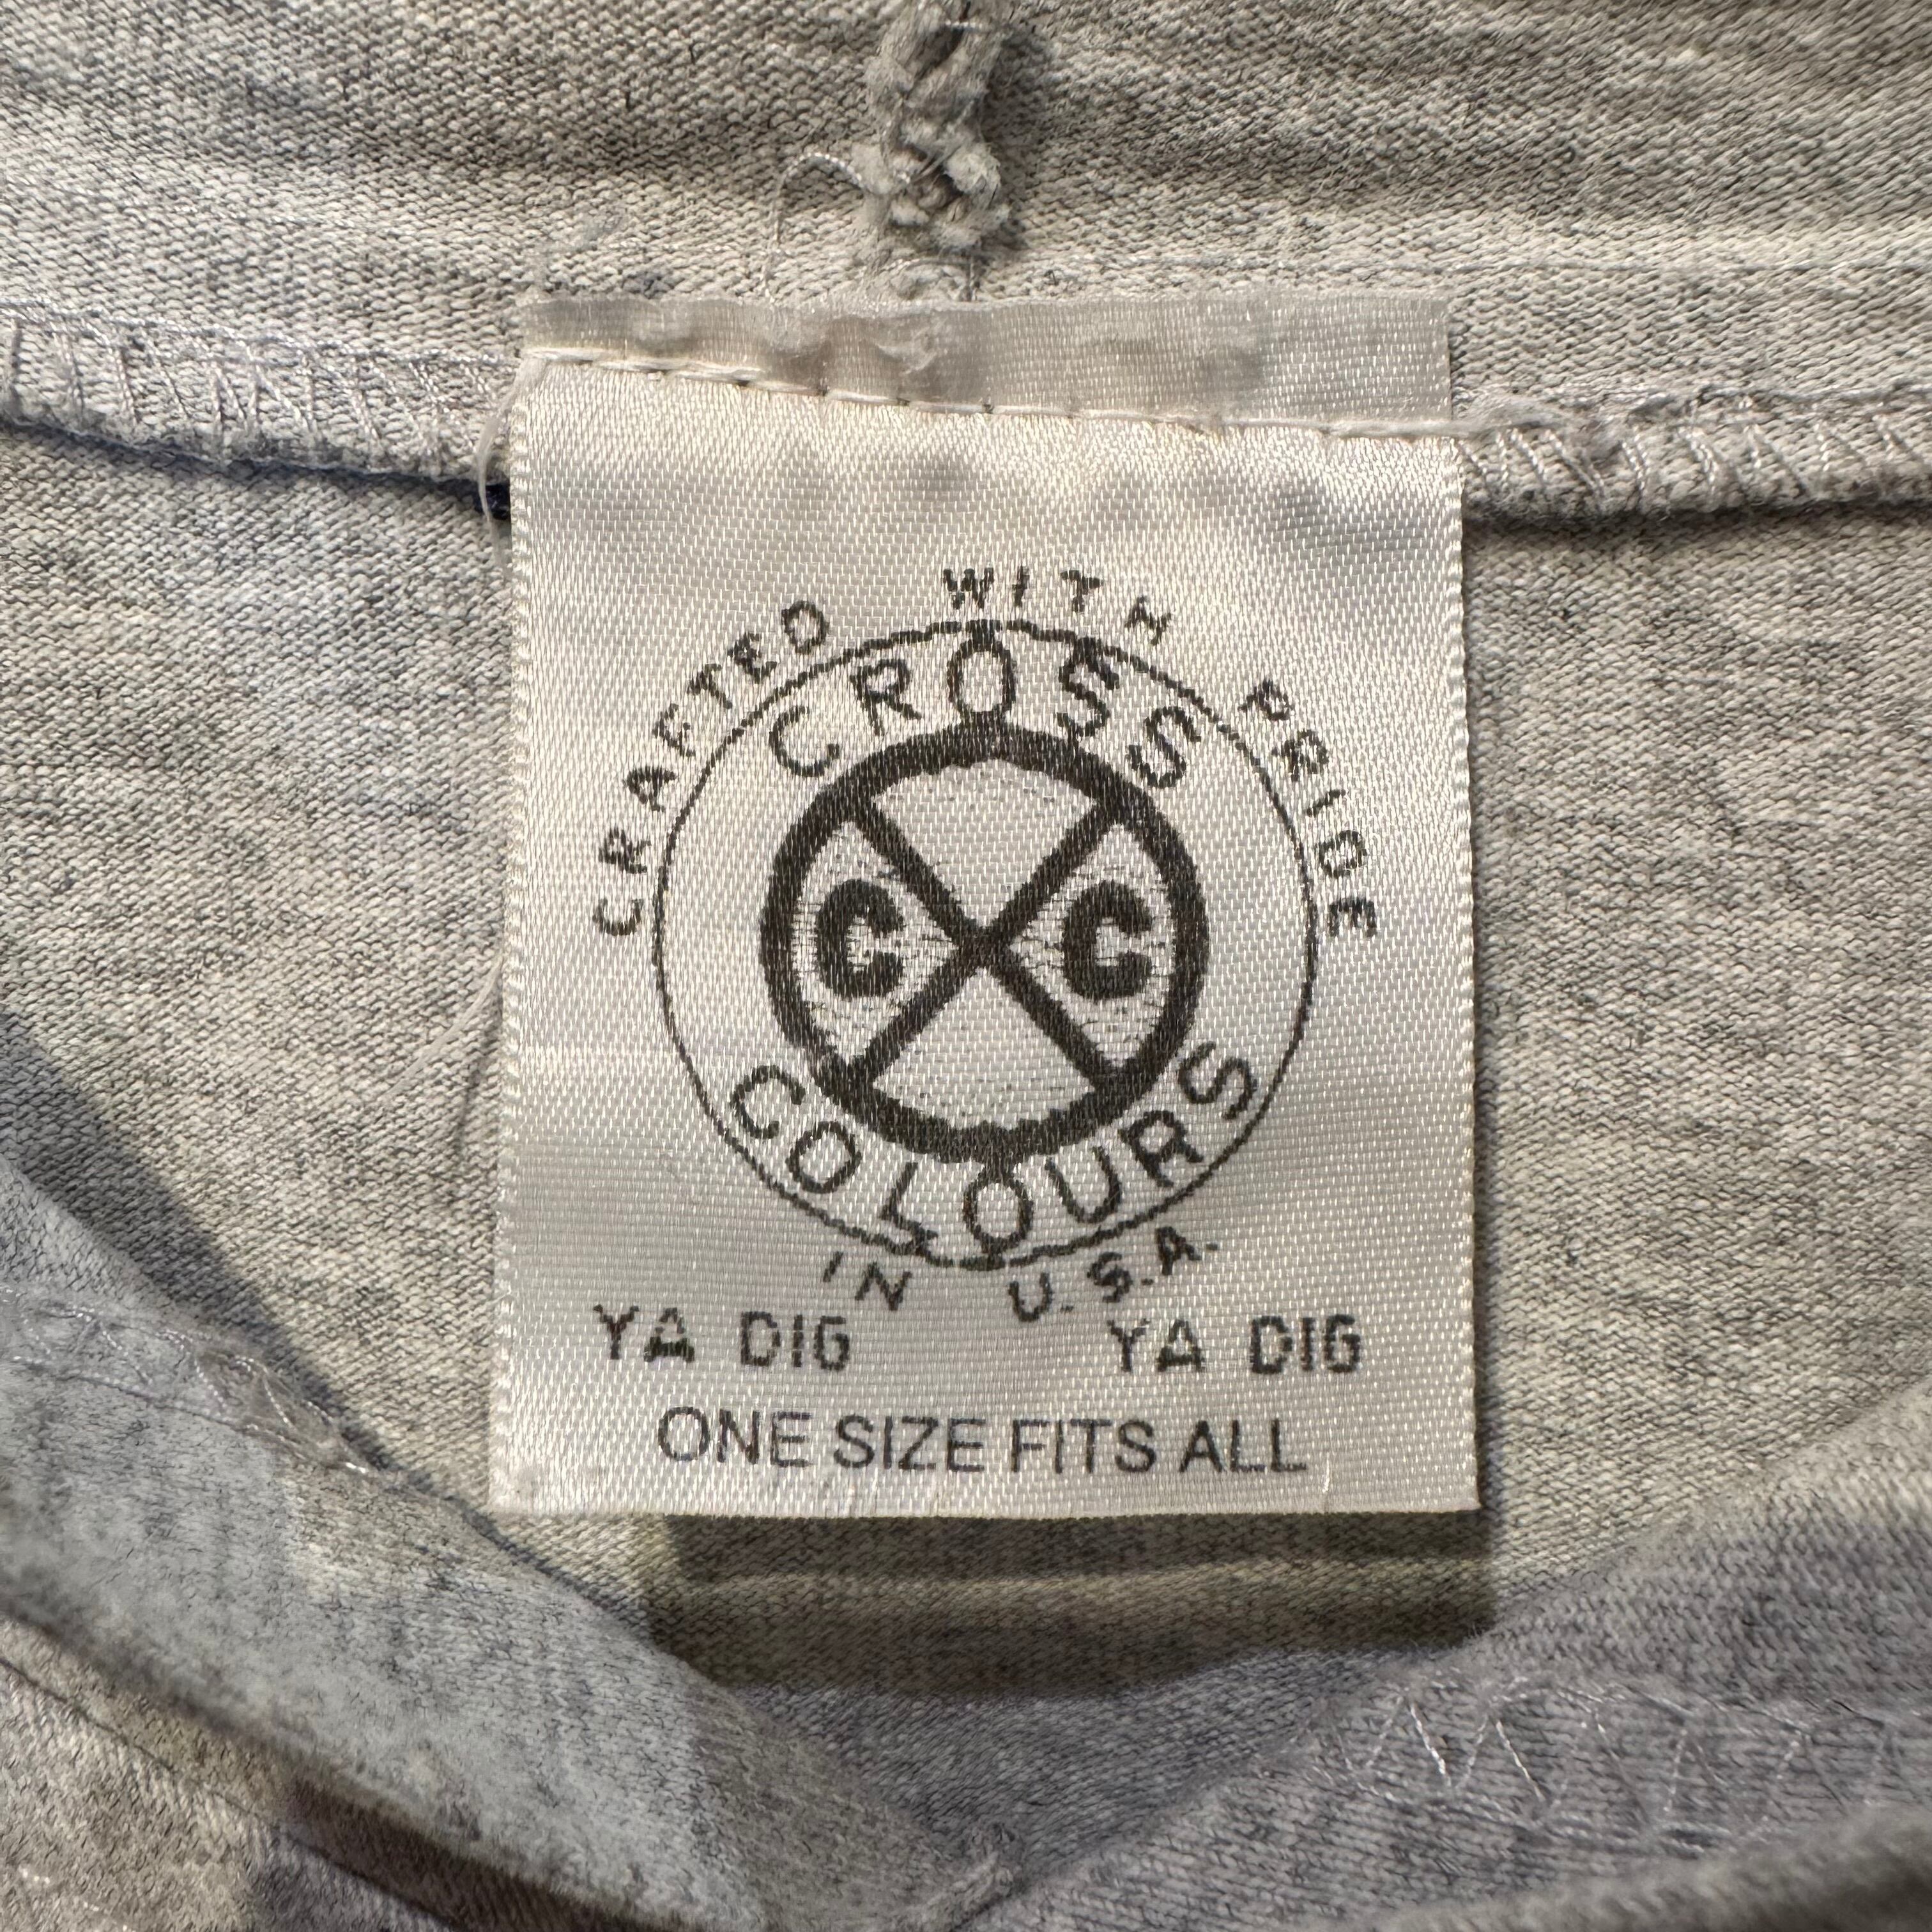 CRAFTED WITH PRIDE
CROSS
C C
COLOURS
IN U.S.A.
YA DIG YA DIG
ONE SIZE FITS ALL